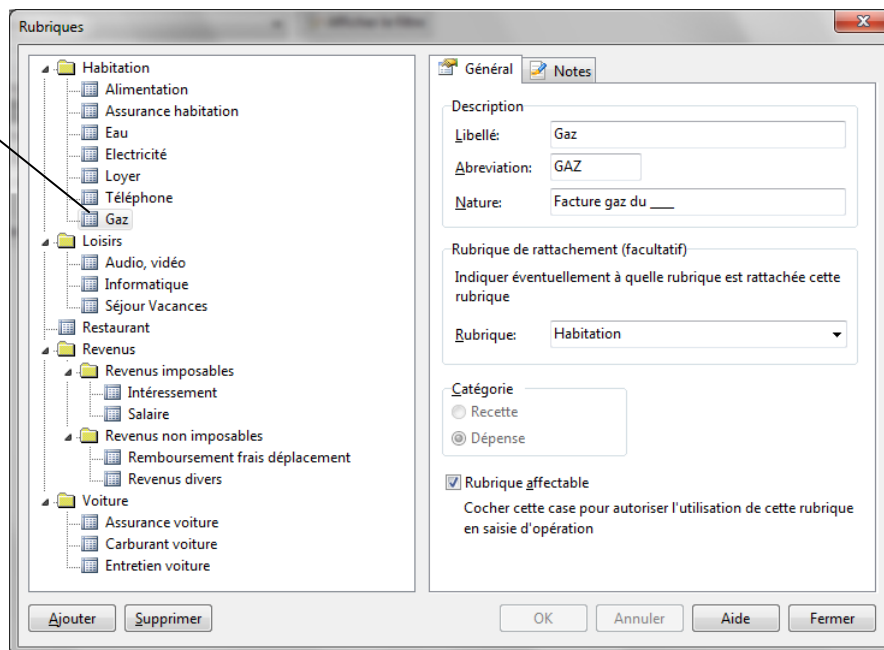 Rubriques
Afficher le filtre
Habitation
Alimentation
Assurance habitation
Eau
Electricité
Loyer
Téléphone
Gaz
Loisirs
Audio, vidéo
Informatique
Séjour Vacances
Restaurant
Revenus
Revenus imposables
Intéressement
Salaire
Revenus non imposables
Remboursement frais déplacement
Revenus divers
Voiture
Assurance voiture
Carburant voiture
Entretien voiture
Ajouter
Supprimer
Général
Notes
Description
Libellé: Gaz
Abreviation: GAZ
Nature: Facture gaz du ___
Rubrique de rattachement (facultatif)
Indiquer éventuellement à quelle rubrique est rattachée cette
rubrique
Rubrique: Habitation
Catégorie
Recette
Dépense
Rubrique affectable
Cocher cette case pour autoriser l'utilisation de cette rubrique
en saisie d'opération
OK
Annuler
Aide
Fermer